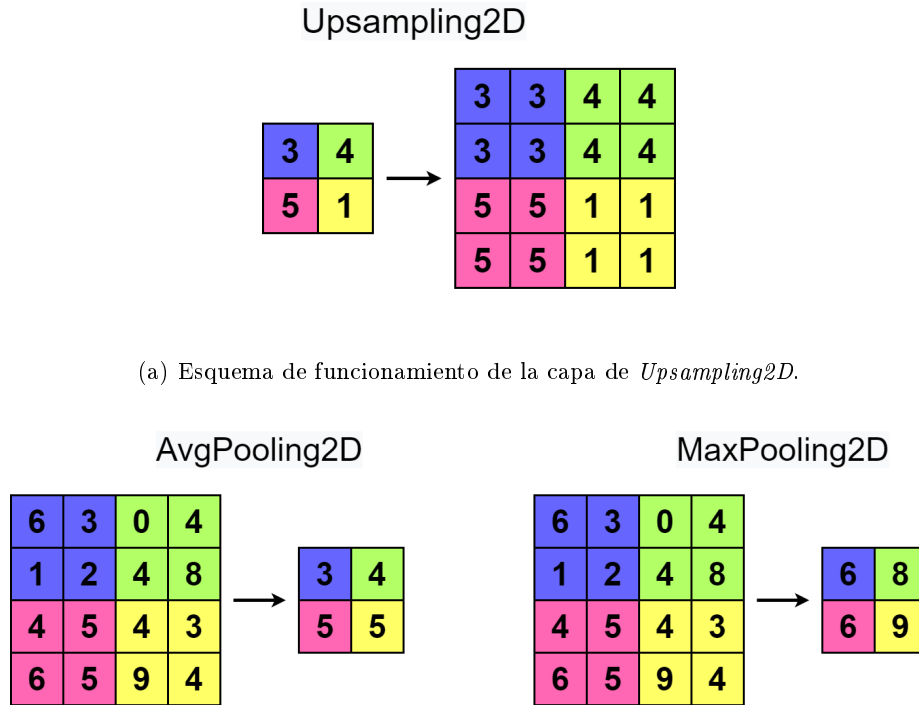 Upsampling2D
3 3 4 4
3 4 3 3 4 4
5 1 5 5 1 1
5 5 1 1
(a) Esquema de funcionamiento de la capa de Upsampling2D.
AvgPooling2D
6 3 0 4
1 2 4 8 3 4
4 5 4 3 5 5
6 5 9 4
MaxPooling2D
6 3 0 4
1 2 4 8 6 8
4 5 4 3 6 9
6 5 9 4